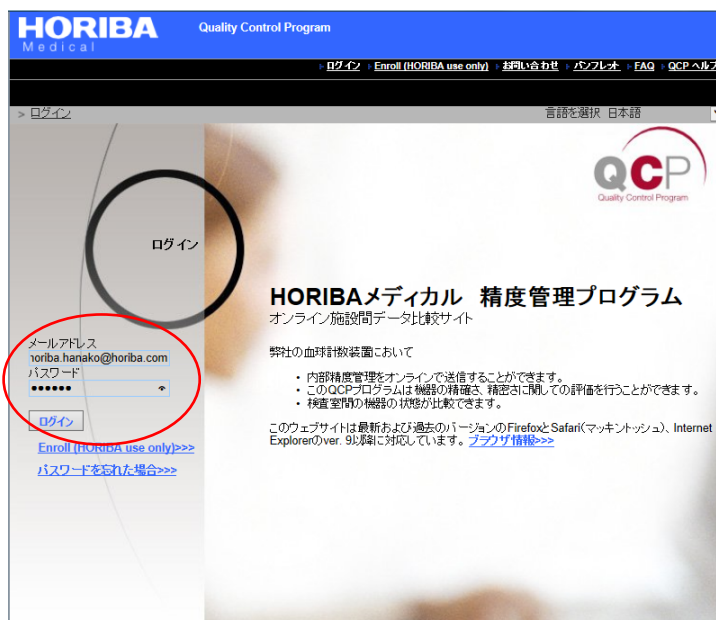 HORIBA
Medical
Quality Control Program
ログイン Enroll (HORIBA use only) お問い合わせ パンフレット FAQ QCP ヘルプ
> ログイン
言語を選択 日本語
QCP
Quality Control Program
ログイン
HORIBAメディカル 精度管理プログラム
オンライン施設間データ比較サイト
メールアドレス
horiba.hanako@horiba.com
パスワード
••••••
ログイン
Enroll (HORIBA use only)>>>
パスワードを忘れた場合>>>
弊社の血球計数装置において
• 内部精度管理をオンラインで送信することができます。
• このQCPプログラムは機器の精確さ、精密さに関しての評価を行うことができます。
• 検査室間の機器の状態が比較できます。
このウェブサイトは最新および過去のバージョンのFirefoxとSafari(マッキントッシュ)、Internet
Explorerのver. 9以降に対応しています。ブラウザ情報>>>